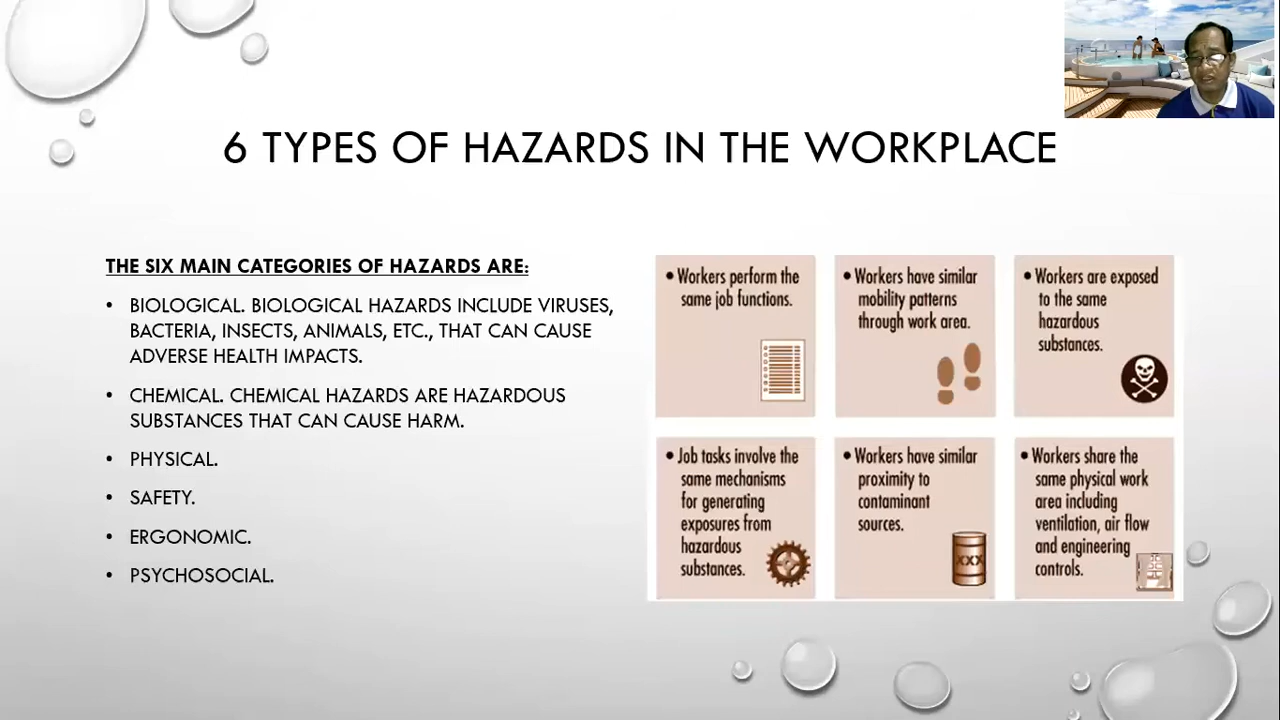 6 TYPES OF HAZARDS IN THE WORKPLACE
THE SIX MAIN CATEGORIES OF HAZARDS ARE:
• BIOLOGICAL. BIOLOGICAL HAZARDS INCLUDE VIRUSES,
BACTERIA, INSECTS, ANIMALS, ETC., THAT CAN CAUSE
ADVERSE HEALTH IMPACTS.
• CHEMICAL. CHEMICAL HAZARDS ARE HAZARDOUS
SUBSTANCES THAT CAN CAUSE HARM.
• PHYSICAL.
• SAFETY.
• ERGONOMIC.
• PSYCHOSOCIAL.
• Workers perform the
same job functions.
• Workers have similar
mobility patterns
through work area.
• Workers are exposed
to the same
hazardous
substances.
• Job tasks involve the
same mechanisms
for generating
exposures from
hazardous
substances.
• Workers have similar
proximity to
contaminant
sources.
XXX
• Workers share the
same physical work
area including
ventilation, air flow
and engineering
controls.